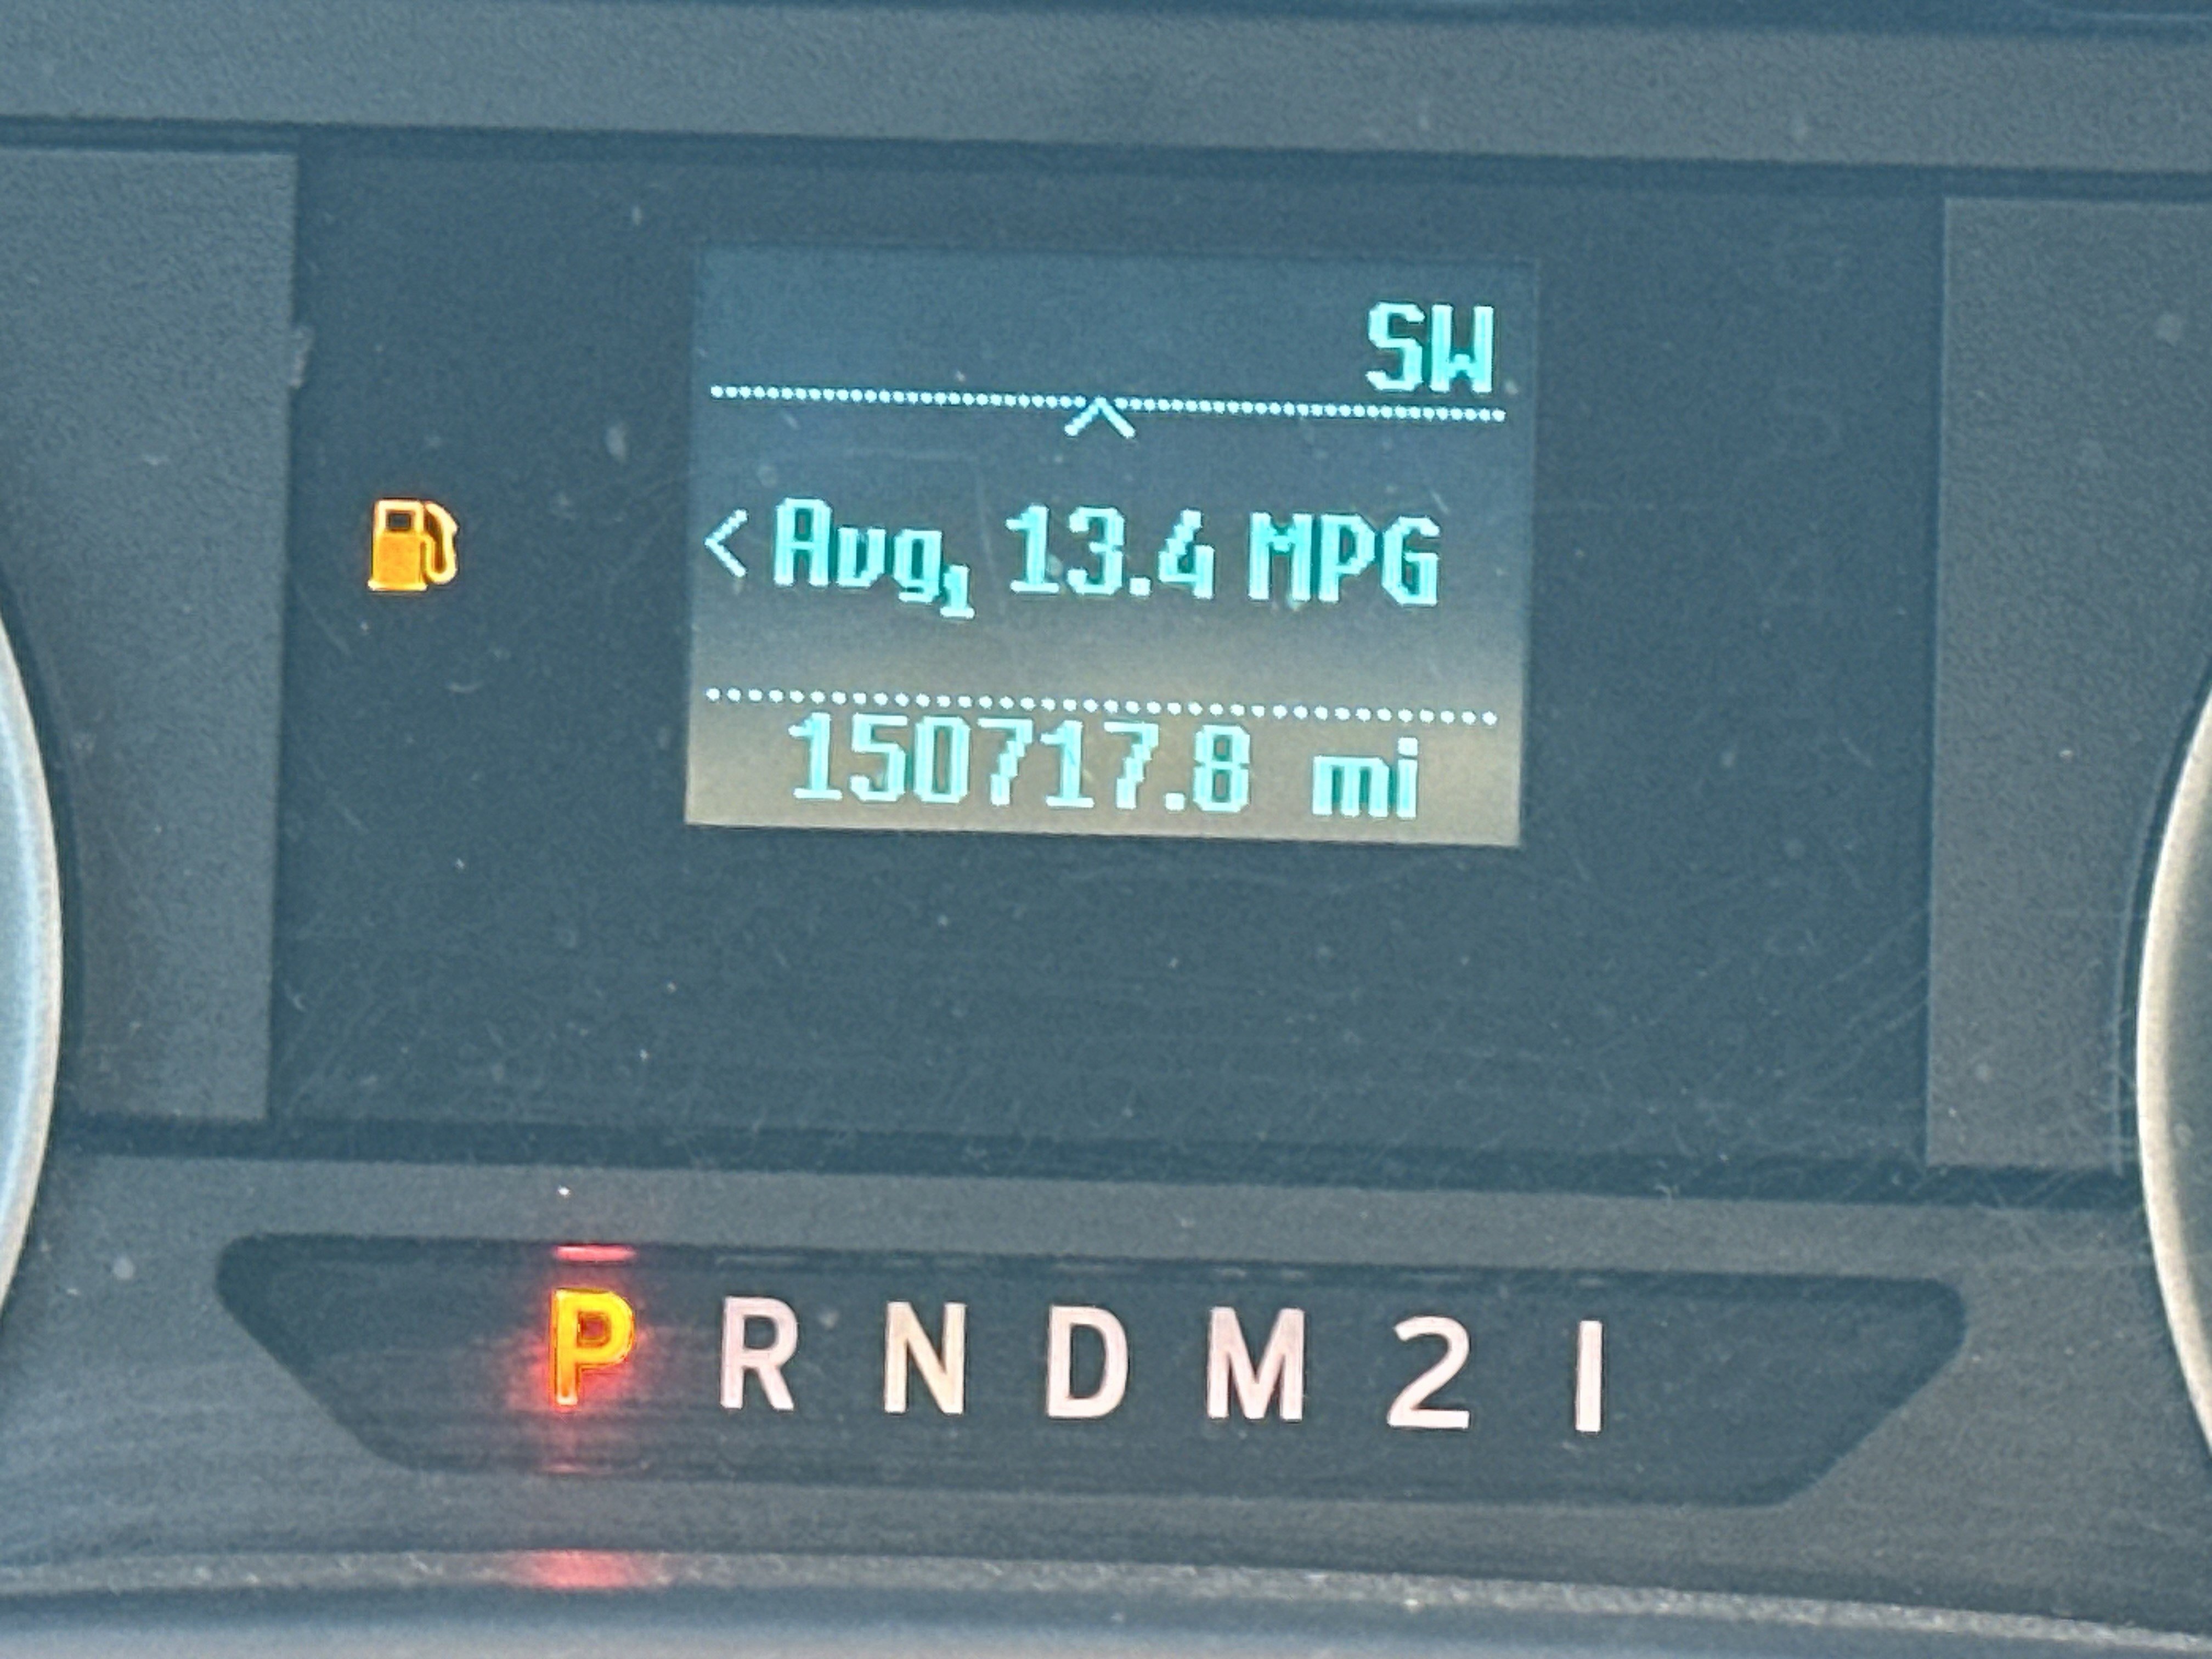 SW
< Avg1 13.4 MPG
150717.8 mi
P R N D M 2 1